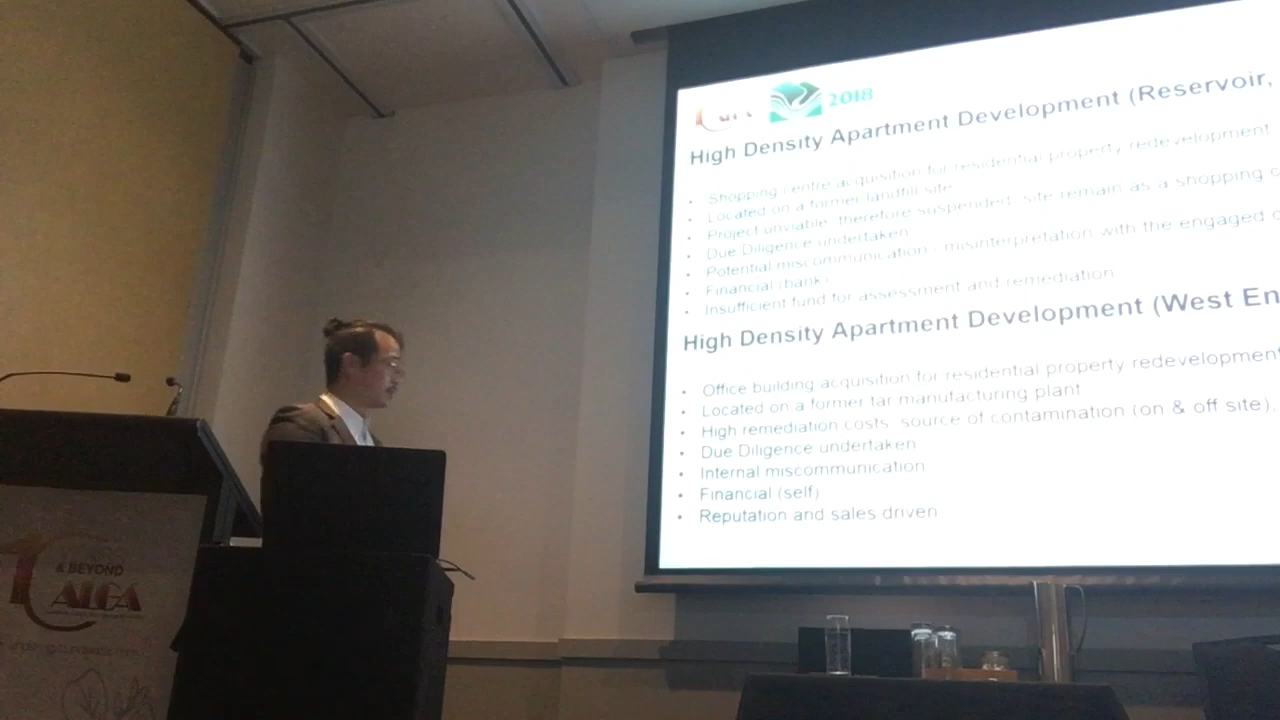 2018
High Density Apartment Development (Reservoir,
• Shopping centre acquisition for residential property redevelopment
• Located on a former landfill site
• Project unviable, therefore suspended, site remain as a shopping c
• Due Diligence undertaken
• Potential miscommunication - misinterpretation with the engaged c
• Financial (bank)
• Insufficient fund for assessment and remediation
High Density Apartment Development (West En
• Office building acquisition for residential property redevelopment
• Located on a former tar manufacturing plant
• High remediation costs, source of contamination (on & off site),
• Due Diligence undertaken
• Internal miscommunication
• Financial (self)
• Reputation and sales driven
& BEYOND
ALGA